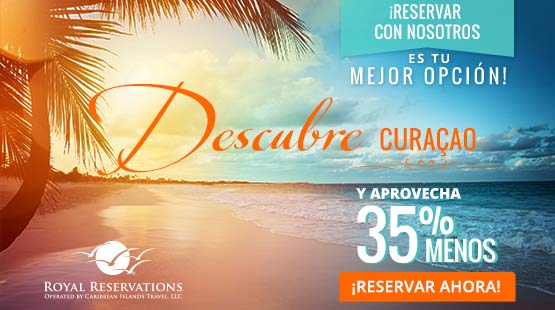 ¡RESERVAR
CON NOSOTROS
ES TU
MEJOR OPCIÓN!
Descubre CURAÇAO
Y APROVECHA
35% MENOS
¡RESERVAR AHORA!
ROYAL RESERVATIONS
OPERATED BY CARIBBEAN ISLANDS TRAVEL, LLC